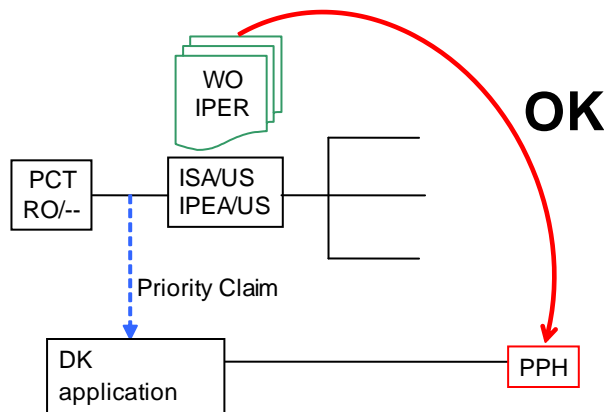 WO
IPER
OK
PCT
RO/--
ISA/US
IPEA/US
Priority Claim
DK
application
PPH